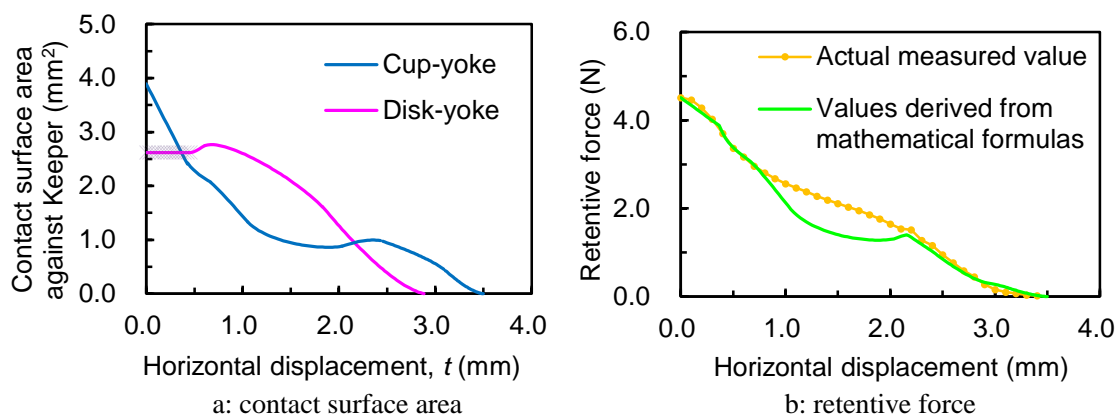 5.0
4.0
3.0
2.0
1.0
0.0
Contact surface area
against Keeper (mm²)
Cup-yoke
Disk-yoke
0.0 1.0 2.0 3.0 4.0
Horizontal displacement, t (mm)
a: contact surface area
6.0
4.0
2.0
0.0
Retentive force (N)
Actual measured value
Values derived from
mathematical formulas
0.0 1.0 2.0 3.0 4.0
Horizontal displacement (mm)
b: retentive force